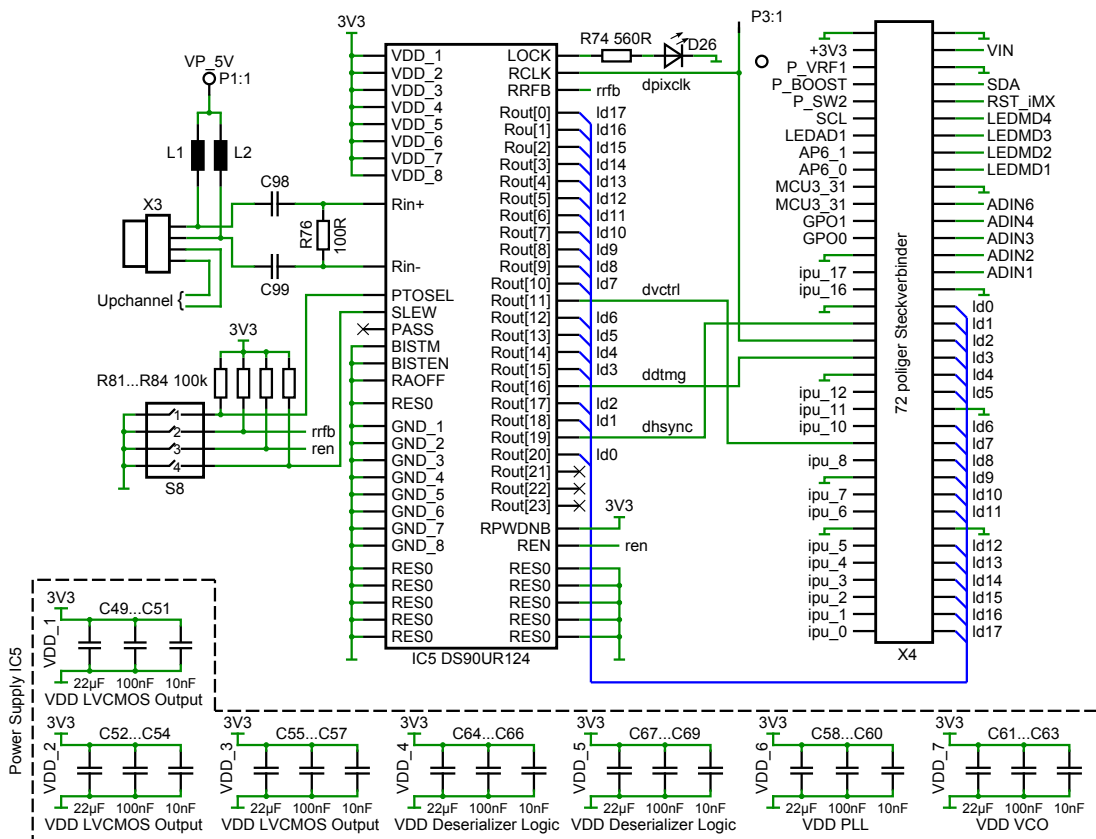 3V3
VP_5V
P1:1
L1
L2
X3
C98
C99
R76
100R
Upchannel {
3V3
R81...R84 100k
1
2
3
4
rrfb
ren
S8
VDD_1
VDD_2
VDD_3
VDD_4
VDD_5
VDD_6
VDD_7
VDD_8
Rin+
Rin-
PTOSEL
SLEW
PASS
BISTM
BISTEN
RAOFF
RES0
GND_1
GND_2
GND_3
GND_4
GND_5
GND_6
GND_7
GND_8
RES0
RES0
RES0
RES0
RES0
LOCK
RCLK
RRFB
Rout[0]
Rou[1]
Rou[2]
Rout[3]
Rout[4]
Rout[5]
Rout[6]
Rout[7]
Rout[8]
Rout[9]
Rout[10]
Rout[11]
Rout[12]
Rout[13]
Rout[14]
Rout[15]
Rout[16]
Rout[17]
Rout[18]
Rout[19]
Rout[20]
Rout[21]
Rout[22]
Rout[23]
RPWDNB
REN
RES0
RES0
RES0
RES0
RES0
IC5 DS90UR124
R74 560R
D26
dpixclk
rrfb
ld17
ld16
ld15
ld14
ld13
ld12
ld11
ld10
ld9
ld8
ld7
dvctrl
ld6
ld5
ld4
ld3
ddtmg
ld2
ld1
dhsync
ld0
3V3
ren
P3:1
+3V3
P_VRF1
P_BOOST
P_SW2
SCL
LEDAD1
AP6_1
AP6_0
MCU3_31
MCU3_31
GPO1
GPO0
ipu_17
ipu_16
ipu_12
ipu_11
ipu_10
ipu_8
ipu_7
ipu_6
ipu_5
ipu_4
ipu_3
ipu_2
ipu_1
ipu_0
72 poliger Steckverbinder
X4
VIN
SDA
RST_iMX
LEDMD4
LEDMD3
LEDMD2
LEDMD1
ADIN6
ADIN4
ADIN3
ADIN2
ADIN1
ld0
ld1
ld2
ld3
ld4
ld5
ld6
ld7
ld8
ld9
ld10
ld11
ld12
ld13
ld14
ld15
ld16
ld17
Power Supply IC5
3V3
C49...C51
VDD_1
22µF 100nF 10nF
VDD LVCMOS Output
3V3
C52...C54
VDD_2
22µF 100nF 10nF
VDD LVCMOS Output
3V3
C55...C57
VDD_3
22µF 100nF 10nF
VDD LVCMOS Output
3V3
C64...C66
VDD_4
22µF 100nF 10nF
VDD Deserializer Logic
3V3
C67...C69
VDD_5
22µF 100nF 10nF
VDD Deserializer Logic
3V3
C58...C60
VDD_6
22µF 100nF 10nF
VDD PLL
3V3
C61...C63
VDD_7
22µF 100nF 10nF
VDD VCO